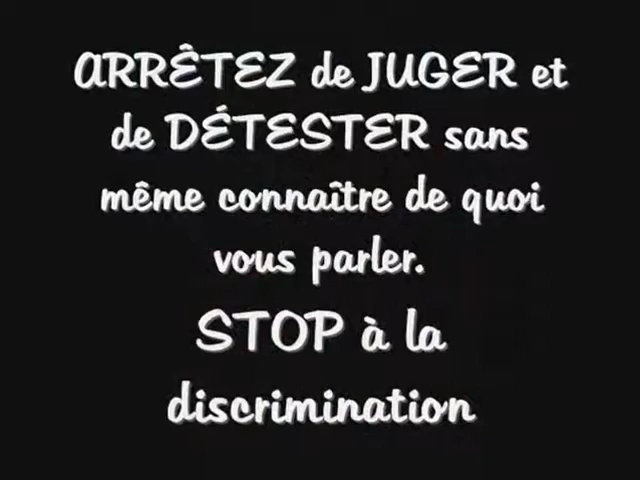 ARRÊTEZ de JUGER et
de DÉTESTER sans
même connaître de quoi
vous parler.
STOP à la
discrimination